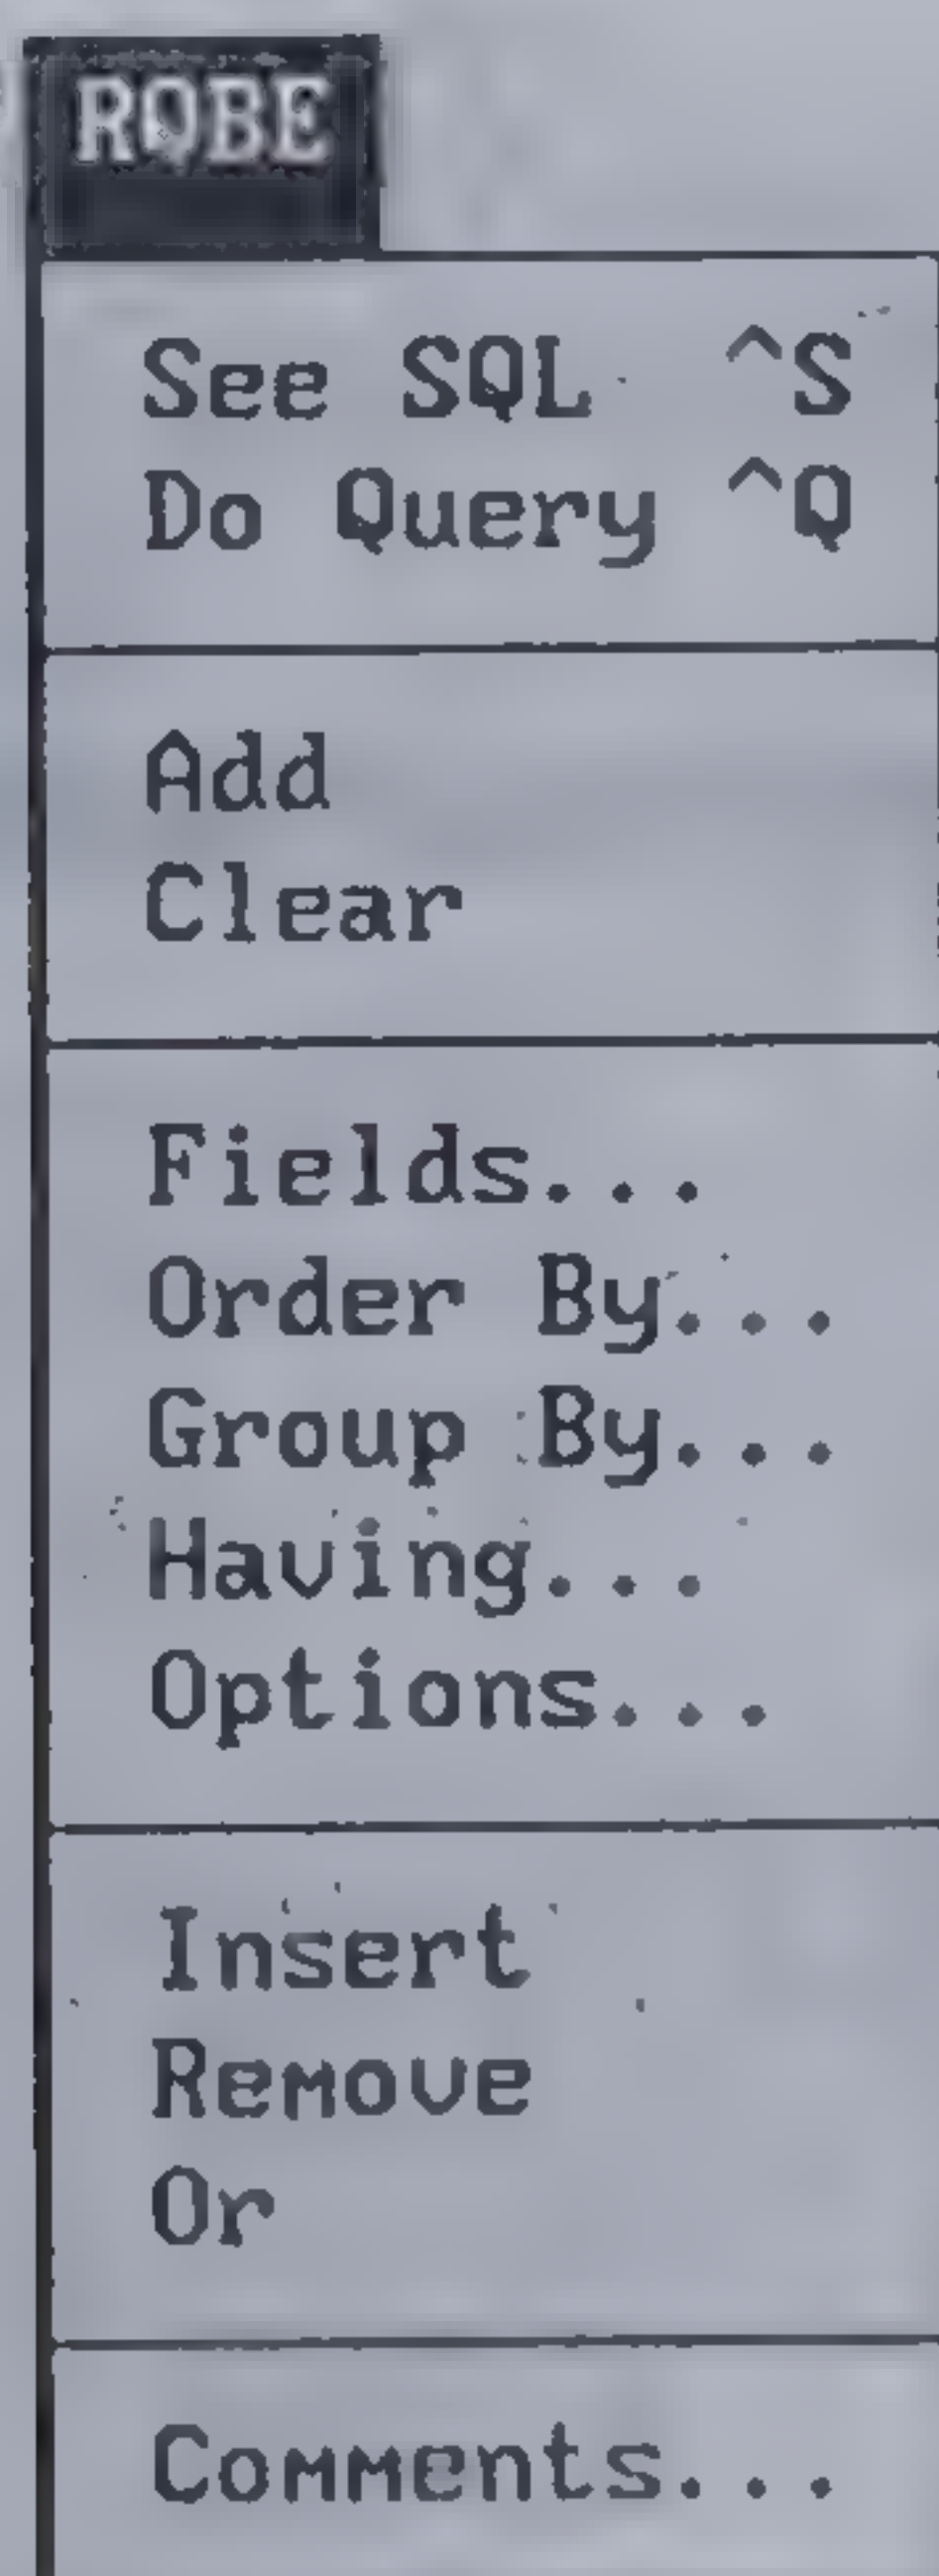 RQBE
See SQL ^S
Do Query ^Q
Add
Clear
Fields...
Order By...
Group By...
Having...
Options...
Insert
Remove
Or
Comments...